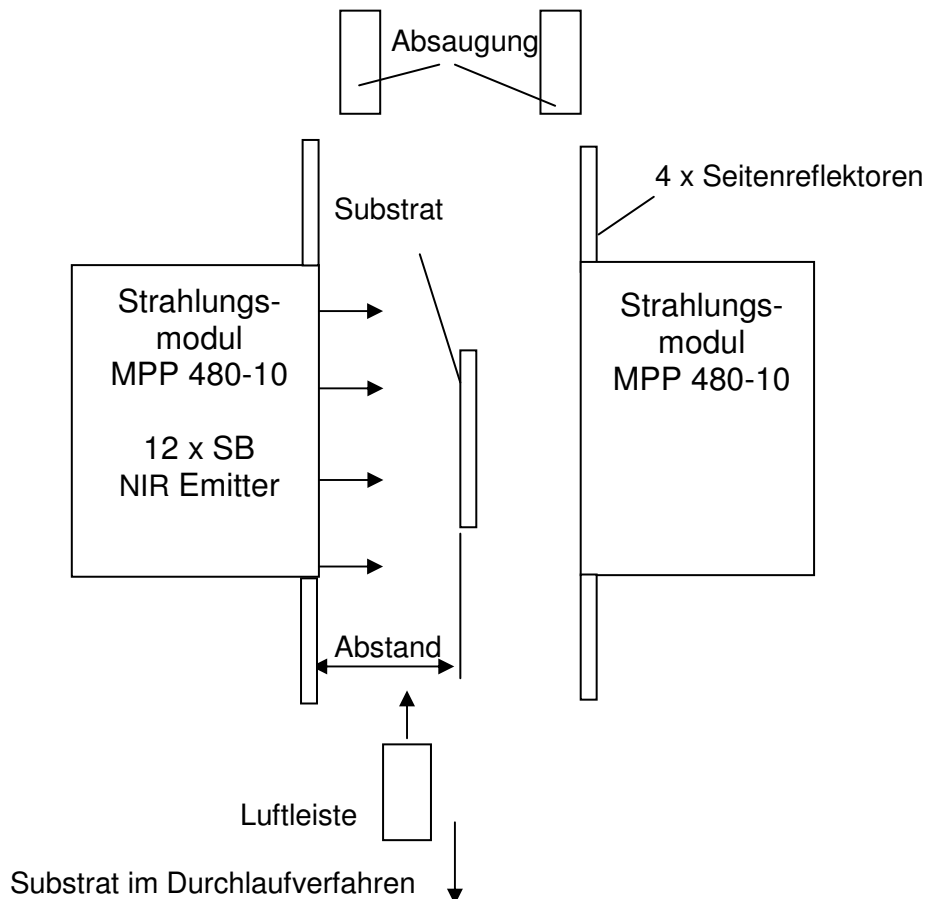 Absaugung
4 x Seitenreflektoren
Substrat
Strahlungs-
modul
MPP 480-10
12 x SB
NIR Emitter
Strahlungs-
modul
MPP 480-10
Abstand
Luftleiste
Substrat im Durchlaufverfahren